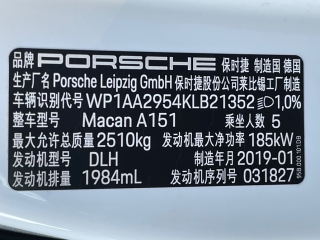 品牌 PORSCHE 保时捷 制造国 德国
生产厂名 Porsche Leipzig GmbH 保时捷股份公司莱比锡工厂制造
车辆识别代号 WP1AA2954KLB21352 1,0%
整车型号 Macan A151 乘坐人数 5
最大允许总质量 2510kg 发动机最大净功率 185kW
发动机型号 DLH 制造年月 2019-01
发动机排量 1984mL 发动机序列号 031827